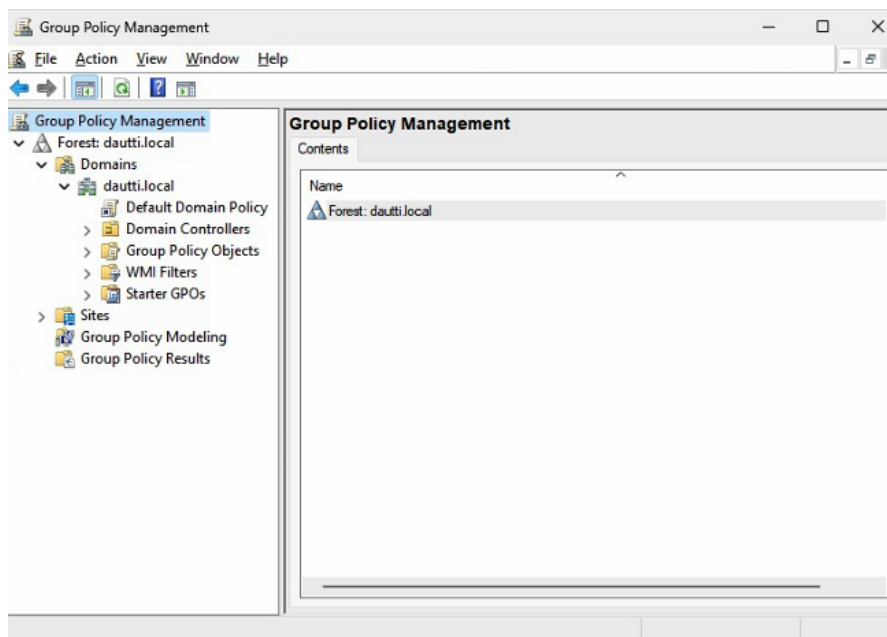 Group Policy Management
File Action View Window Help
Group Policy Management
Forest: dautti.local
Domains
dautti.local
Default Domain Policy
Domain Controllers
Group Policy Objects
WMI Filters
Starter GPOs
Sites
Group Policy Modeling
Group Policy Results
Group Policy Management
Contents
Name
Forest: dautti.local